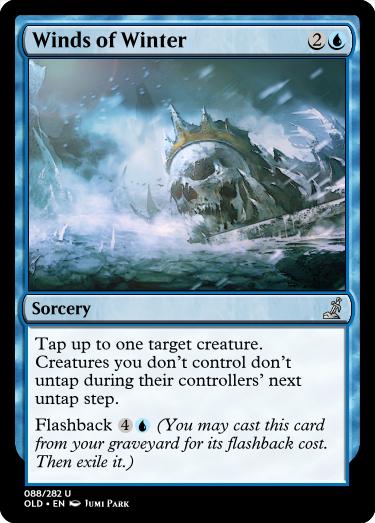 Winds of Winter 2
Sorcery
Tap up to one target creature.
Creatures you don't control don't
untap during their controllers' next
untap step.
Flashback 4 (You may cast this card
from your graveyard for its flashback cost.
Then exile it.)
088/282 U
OLD • EN Jumi Park